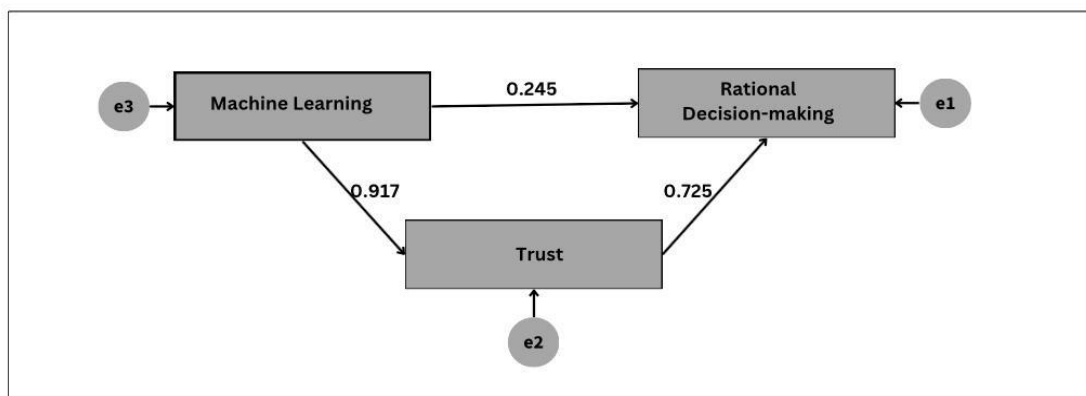 e3
Machine Learning
0.245
Rational
Decision-making
e1
0.917
0.725
Trust
e2